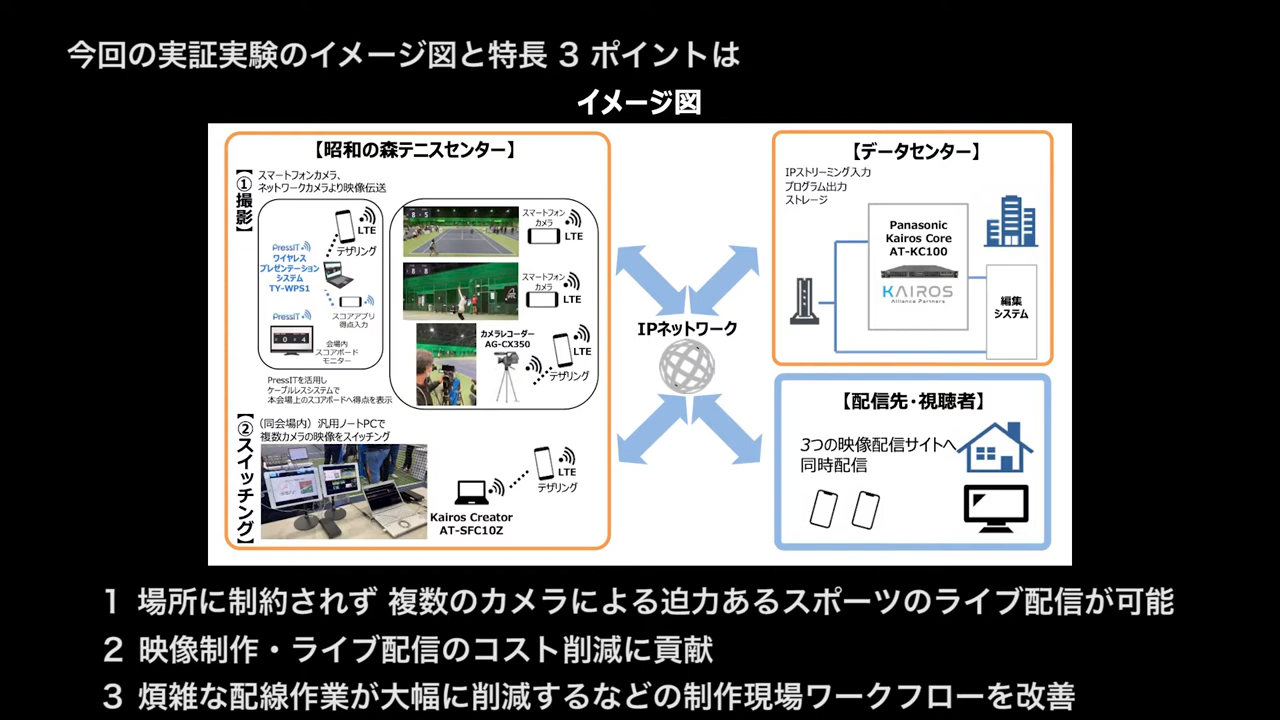 今回の実証実験のイメージ図と特長 3 ポイントは
イメージ図
【昭和の森テニスセンター】
【①撮影】
スマートフォンカメラ、
ネットワークカメラより映像伝送
LTE
テザリング
PressIT
ワイヤレス
プレゼンテーション
システム
TY-WPS1
スコアアプリ
得点入力
PressIT
0 4
会場内
スコアボード
モニター
PressITを活用し
ケーブルレスシステムで
本会場上のスコアボードへ得点を表示
8 5
スマートフォン
カメラ
LTE
8 8
スマートフォン
カメラ
LTE
カメラレコーダー
AG-CX350
LTE
テザリング
【②スイッチング】
（同会場内）汎用ノートPCで
複数カメラの映像をスイッチング
LTE
テザリング
Kairos Creator
AT-SFC10Z
IPネットワーク
【データセンター】
IPストリーミング入力
プログラム出力
ストレージ
Panasonic
Kairos Core
AT-KC100
KAIROS
Alliance Partners
編集
システム
【配信先・視聴者】
3つの映像配信サイトへ
同時配信
1 場所に制約されず 複数のカメラによる迫力あるスポーツのライブ配信が可能
2 映像制作・ライブ配信のコスト削減に貢献
3 煩雑な配線作業が大幅に削減するなどの制作現場ワークフローを改善